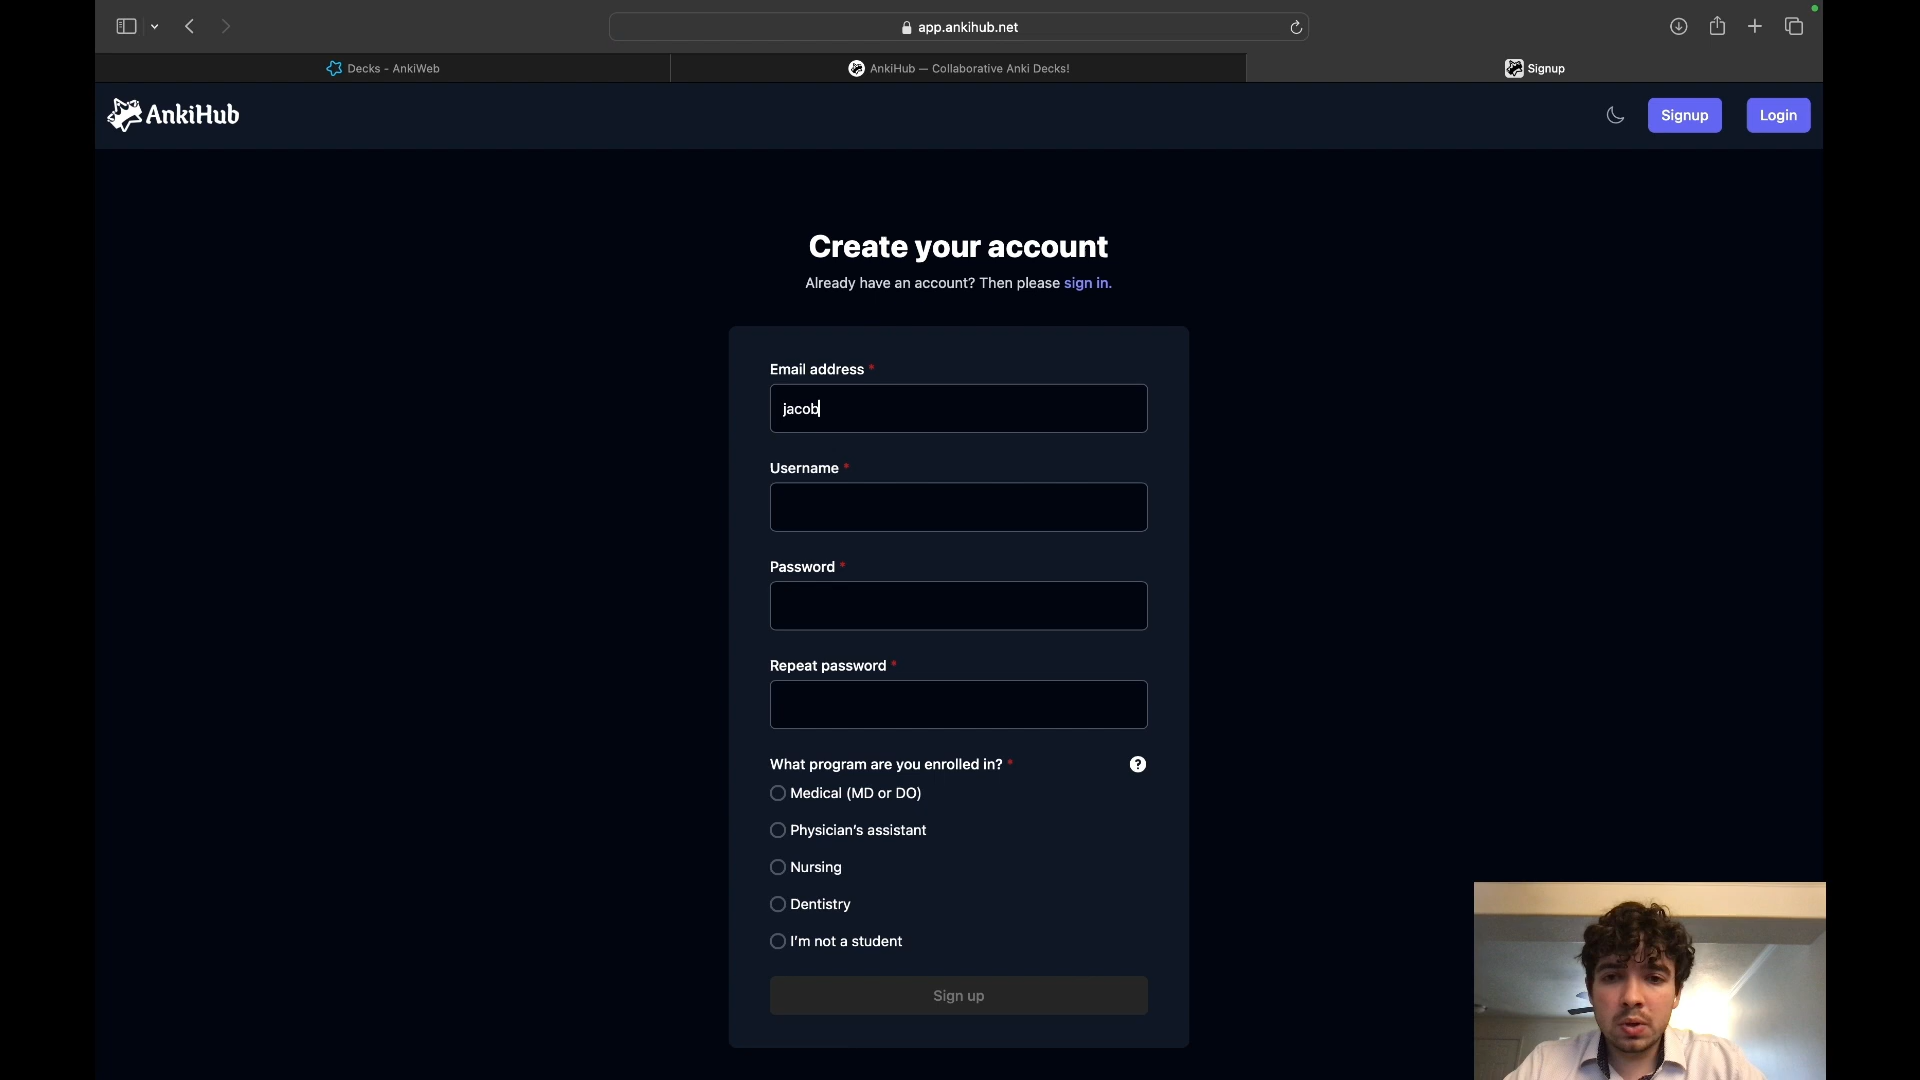 app.ankihub.net
Decks - AnkiWeb
AnkiHub — Collaborative Anki Decks!
Signup
AnkiHub
Signup
Login
Create your account
Already have an account? Then please sign in.
Email address *
jacob
Username *
Password *
Repeat password *
What program are you enrolled in? *
?
Medical (MD or DO)
Physician's assistant
Nursing
Dentistry
I'm not a student
Sign up